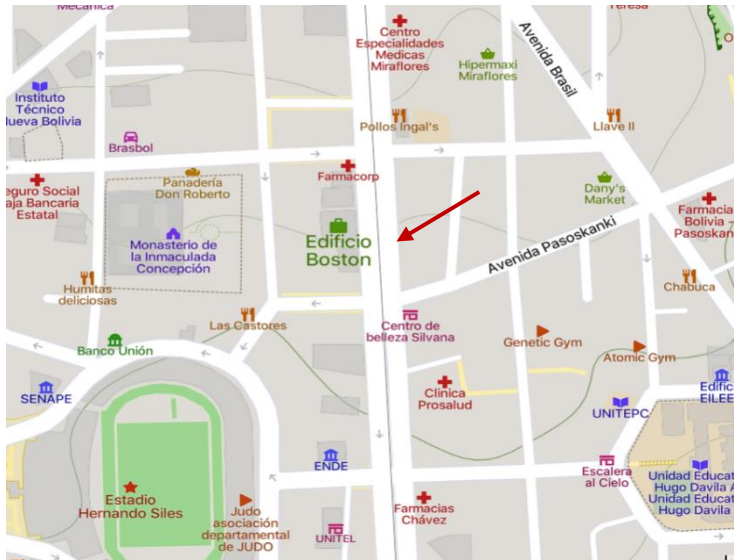 Mecánica
Centro
Especialidades
Medicas
Miraflores
Teresa
Hipermaxi
Miraflores
Avenida Brasil
Instituto
Técnico
Nueva Bolivia
Brasbol
Pollos Ingal's
Llave II
Panadería
Don Roberto
Farmacorp
Dany's
Market
Seguro Social
Caja Bancaria
Estatal
Farmacia
Bolivia -
Pasoskan
Monasterio de
la Inmaculada
Concepción
Edificio
Boston
Avenida Pasoskanki
Humitas
deliciosas
Chabuca
Las Castores
Centro de
belleza Silvana
Genetic Gym
Atomic Gym
Banco Unión
SENAPE
Clinica
Prosalud
UNITEPC
Edific
EILEE
ENDE
Escalera
al Cielo
Unidad Educat
Hugo Davila A
Unidad Educat
Hugo Davila
Estadio
Hernando Siles
Judo
asociación
departamental
de JUDO
Farmacias
Chávez
UNITEL